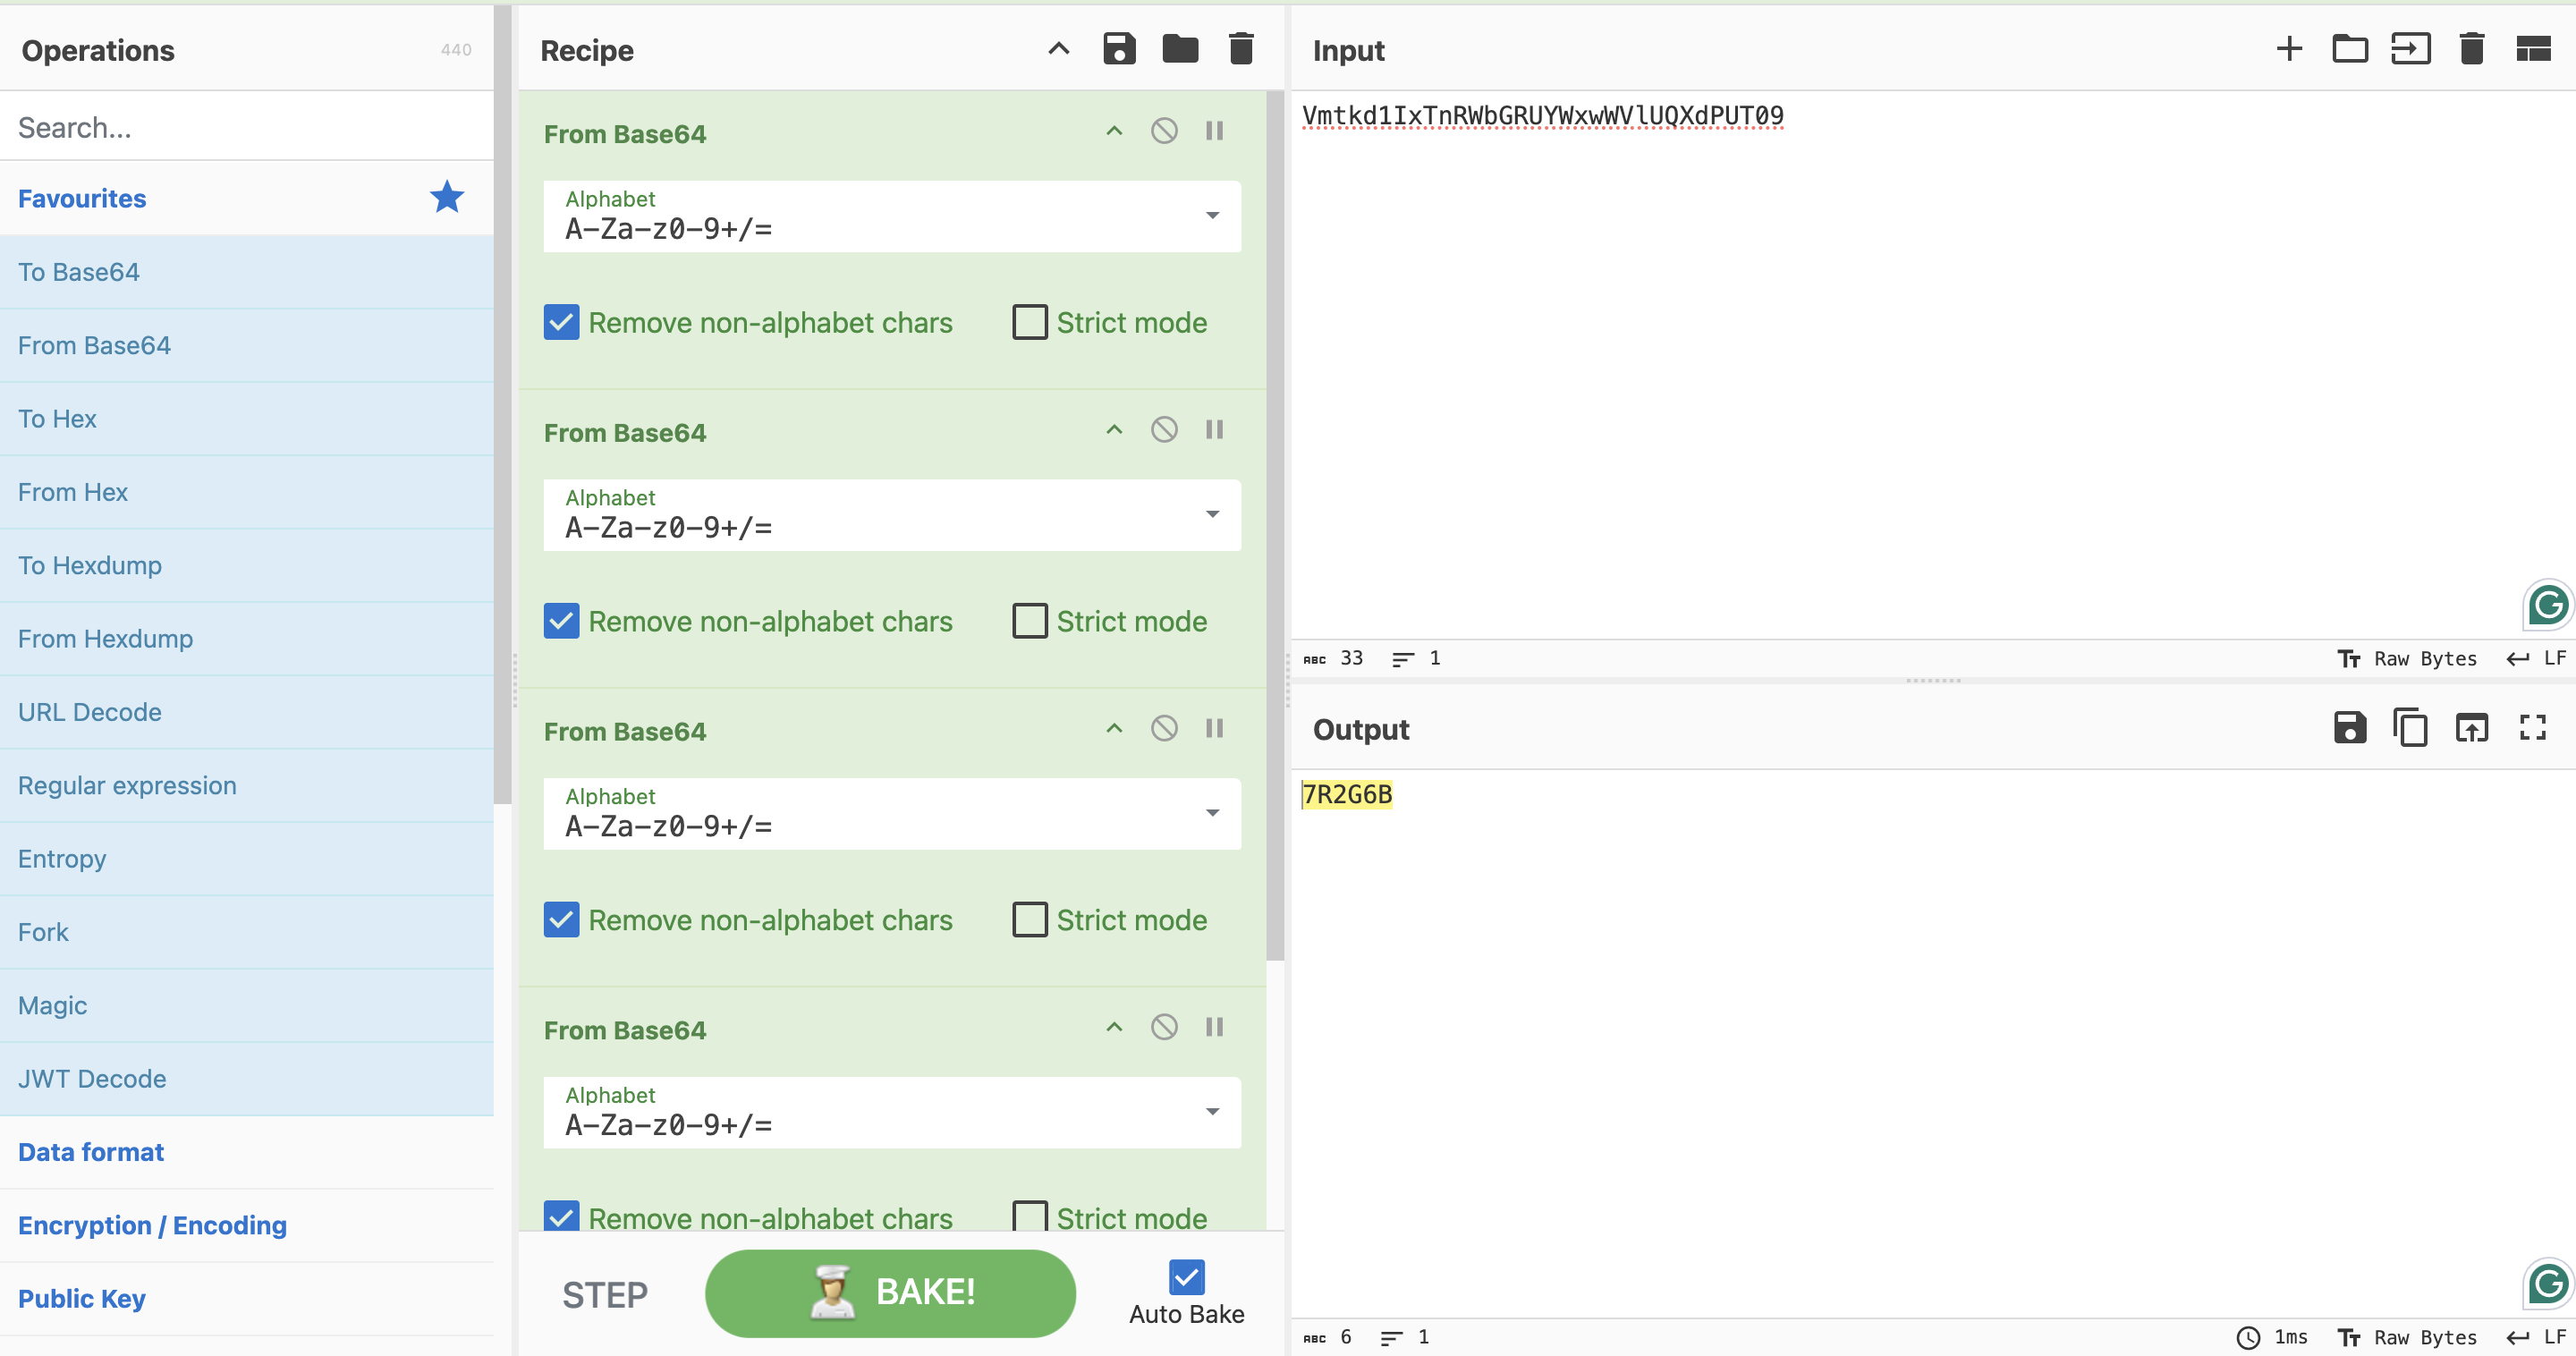 Operations 440
Search...
Favourites
To Base64
From Base64
To Hex
From Hex
To Hexdump
From Hexdump
URL Decode
Regular expression
Entropy
Fork
Magic
JWT Decode
Data format
Encryption / Encoding
Public Key
Recipe
From Base64
Alphabet
A-Za-z0-9+/=
Remove non-alphabet chars Strict mode
From Base64
Alphabet
A-Za-z0-9+/=
Remove non-alphabet chars Strict mode
From Base64
Alphabet
A-Za-z0-9+/=
Remove non-alphabet chars Strict mode
From Base64
Alphabet
A-Za-z0-9+/=
Remove non-alphabet chars Strict mode
STEP BAKE! Auto Bake
Input
Vmtkd1IxTnRWbGRUYWxwWVlUQXdPUT09
ABC 33 1 Tt Raw Bytes LF
Output
7R2G6B
ABC 6 1 1ms Tt Raw Bytes LF